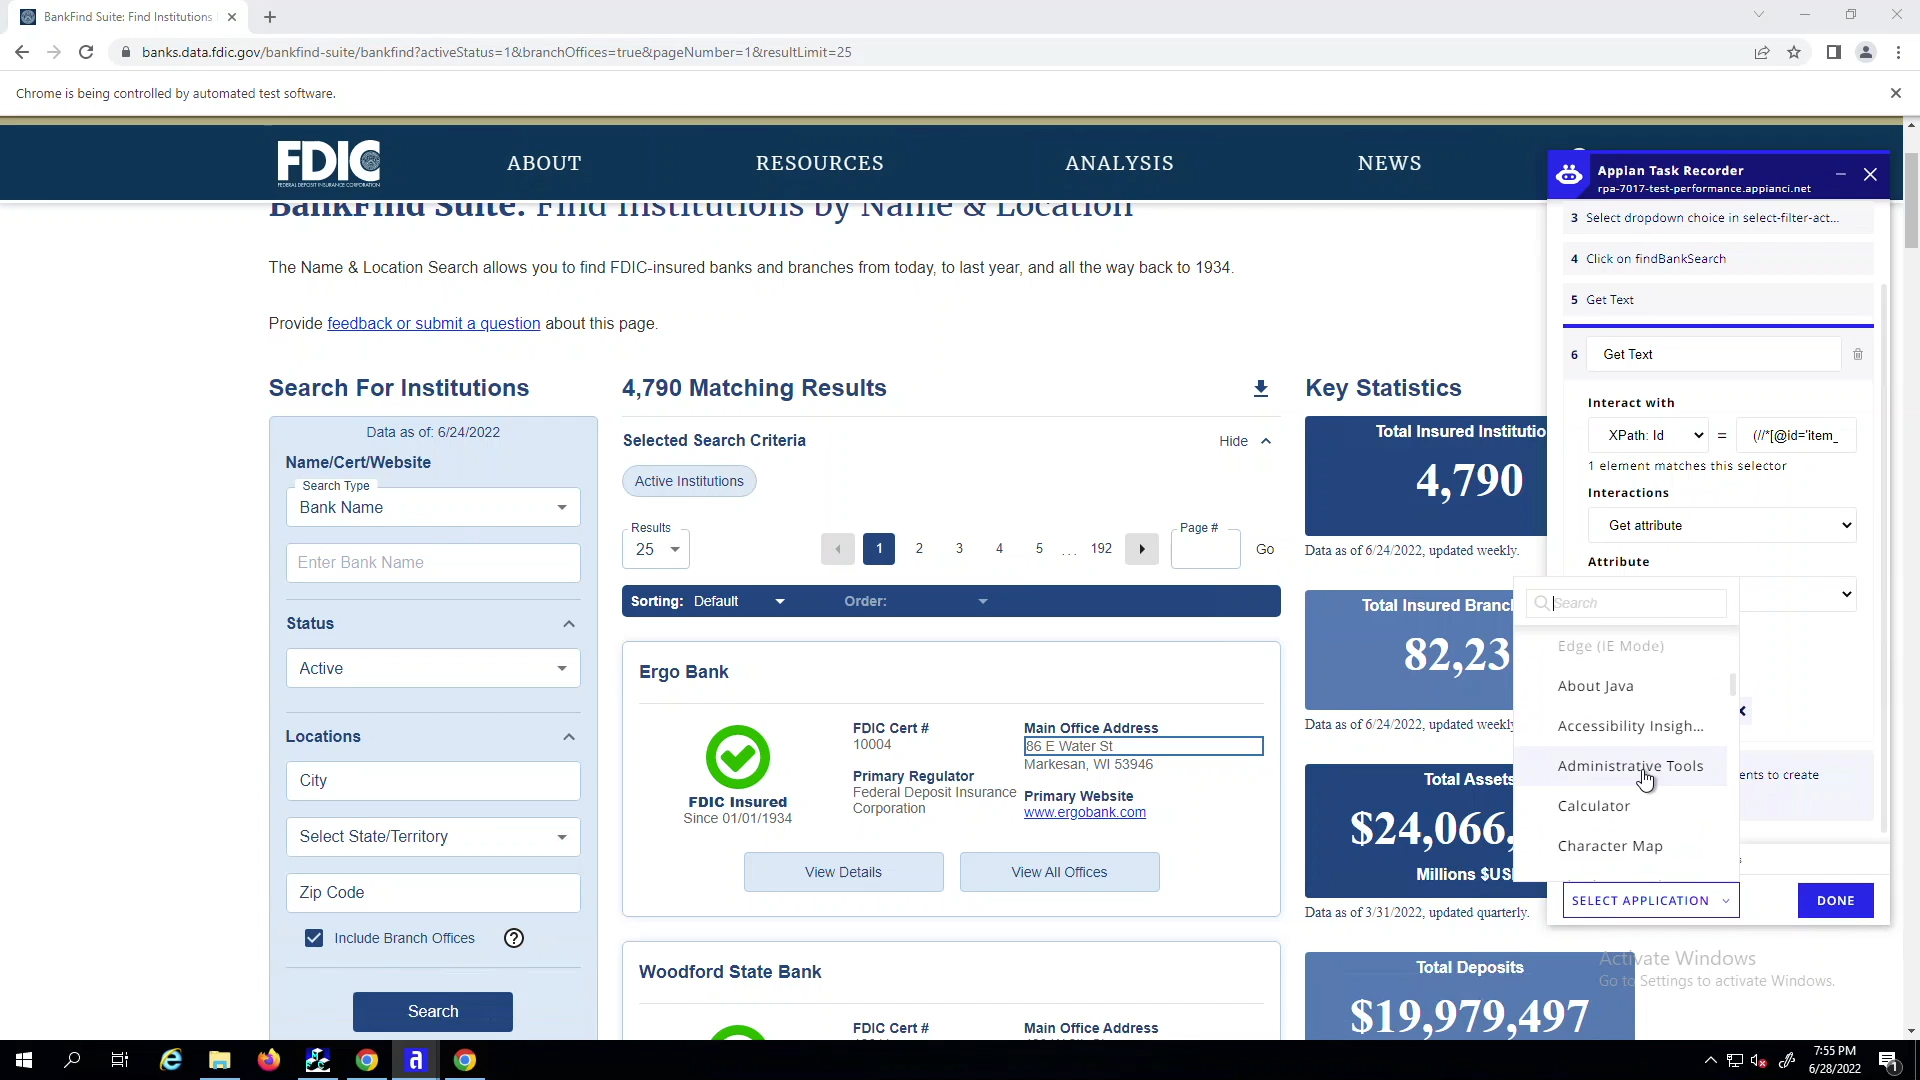 BankFind Suite: Find Institutions
banks.data.fdic.gov/bankfind-suite/bankfind?activeStatus=1&branchOffices=true&pageNumber=1&resultLimit=25
Chrome is being controlled by automated test software.
FDIC
FEDERAL DEPOSIT INSURANCE CORPORATION
ABOUT
RESOURCES
ANALYSIS
NEWS
BankFind Suite: Find Institutions by Name & Location
The Name & Location Search allows you to find FDIC-insured banks and branches from today, to last year, and all the way back to 1934.
Provide feedback or submit a question about this page.
Search For Institutions
Data as of: 6/24/2022
Name/Cert/Website
Search Type
Bank Name
Enter Bank Name
Status
Active
Locations
City
Select State/Territory
Zip Code
Include Branch Offices
Search
4,790 Matching Results
Selected Search Criteria
Hide
Active Institutions
Results
25
1
2
3
4
5
...
192
Page #
Go
Sorting: Default
Order:
Ergo Bank
FDIC Insured
Since 01/01/1934
FDIC Cert #
10004
Primary Regulator
Federal Deposit Insurance
Corporation
Main Office Address
86 E Water St
Markesan, WI 53946
Primary Website
www.ergobank.com
View Details
View All Offices
Woodford State Bank
FDIC Cert #
Main Office Address
Key Statistics
Total Insured Institutio
4,790
Data as of 6/24/2022, updated weekly.
Total Insured Branc
82,23
Data as of 6/24/2022, updated weekly
Total Assets
$24,066,
Millions $US
Data as of 3/31/2022, updated quarterly.
Total Deposits
$19,979,497
Appian Task Recorder
rpa-7017-test-performance.appianci.net
3 Select dropdown choice in select-filter-act...
4 Click on findBankSearch
5 Get Text
6 Get Text
Interact with
XPath: Id
=
(//*[@id='item_
1 element matches this selector
Interactions
Get attribute
Attribute
Search
Edge (IE Mode)
About Java
Accessibility Insigh...
Administrative Tools
Calculator
Character Map
ents to create
SELECT APPLICATION
DONE
Activate Windows
Go to Settings to activate Windows.
7:55 PM
6/28/2022
1